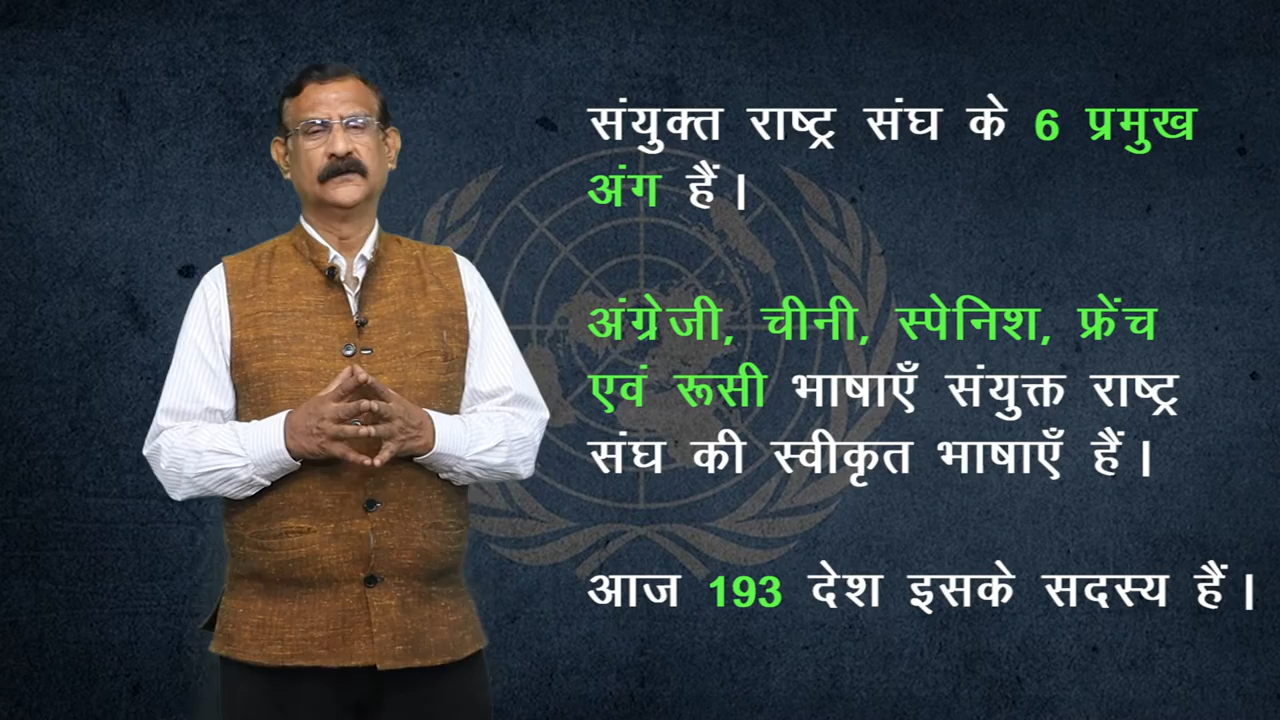 संयुक्त राष्ट्र संघ के 6 प्रमुख
अंग हैं।
अंग्रेजी, चीनी, स्पेनिश, फ्रेंच
एवं रूसी भाषाएँ संयुक्त राष्ट्र
संघ की स्वीकृत भाषाएँ हैं।
आज 193 देश इसके सदस्य हैं।